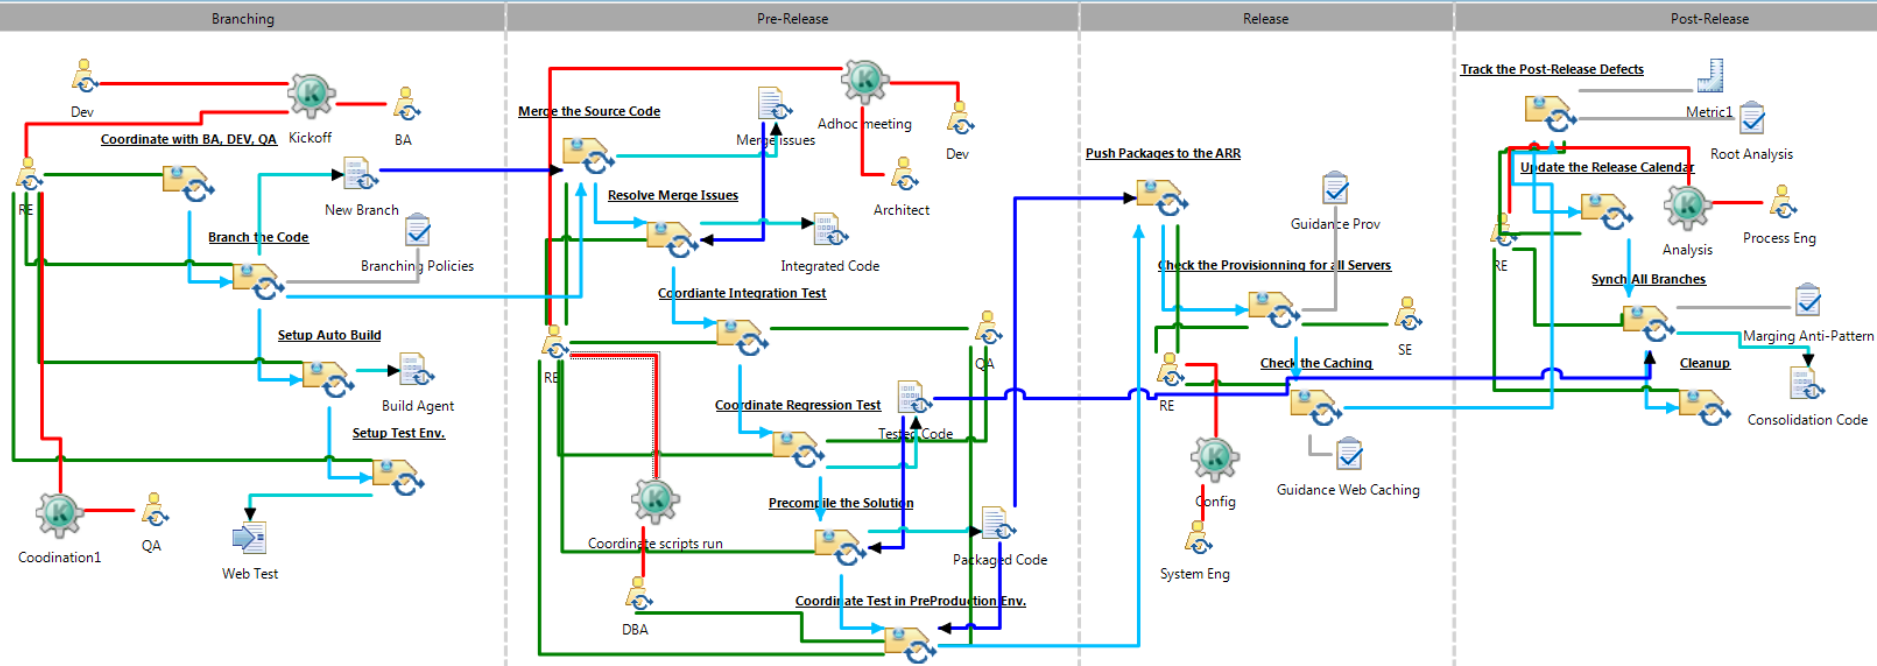 Branching
Pre-Release
Release
Post-Release
Dev
Kickoff
BA
Coordinate with BA, DEV, QA
RE
New Branch
Branch the Code
Branching Policies
Setup Auto Build
Build Agent
Setup Test Env.
Coodination1
QA
Web Test
Merge the Source Code
Merge issues
Adhoc meeting
Dev
Resolve Merge Issues
Architect
Integrated Code
Coordiante Integration Test
RE
QA
Coordinate Regression Test
Tested Code
Precompile the Solution
Coordinate scripts run
Packaged Code
Coordinate Test in PreProduction Env.
DBA
Push Packages to the ARR
Guidance Prov
Check the Provisionning for all Servers
SE
Check the Caching
RE
Config
Guidance Web Caching
System Eng
Track the Post-Release Defects
Metric1
Root Analysis
Update the Release Calendar
Analysis
Process Eng
RE
Synch All Branches
Marging Anti-Pattern
Cleanup
Consolidation Code